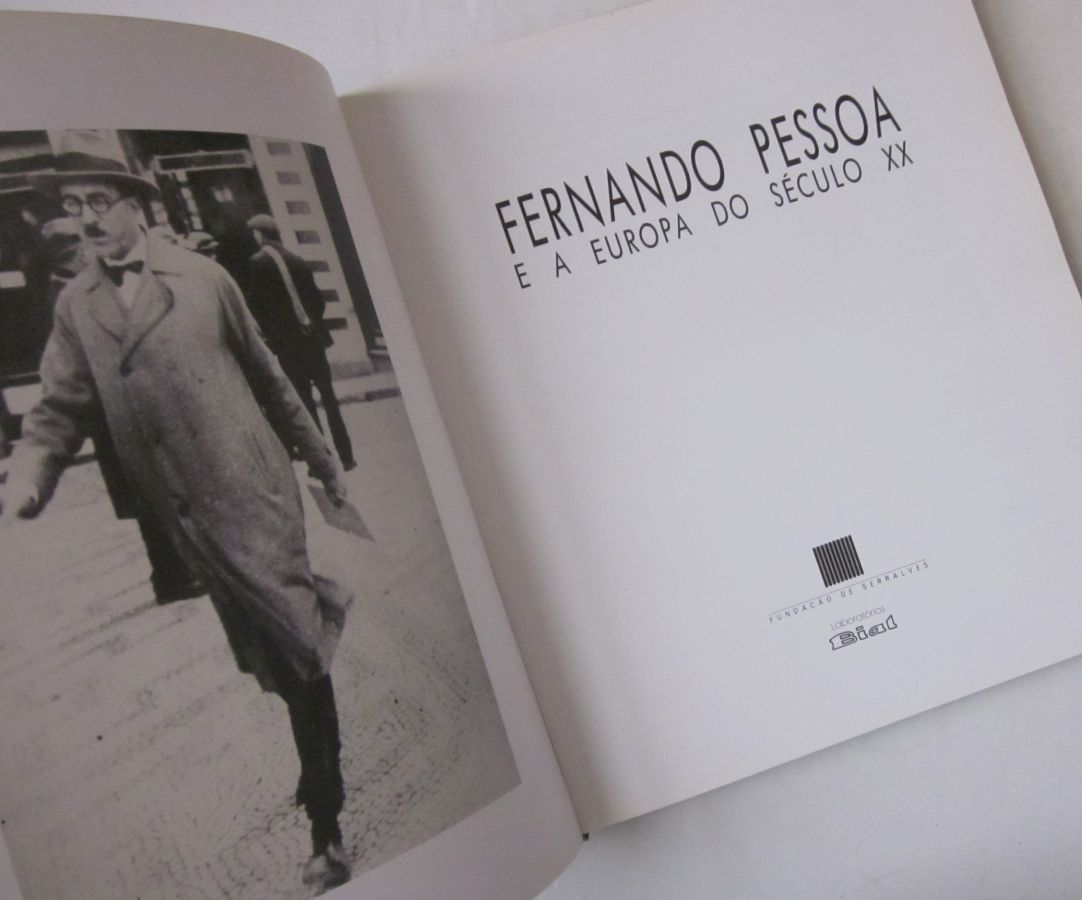 FERNANDO PESSOA
E A EUROPA DO SÉCULO XX
FUNDAÇÃO DE SERRALVES
Laboratórios
Bial